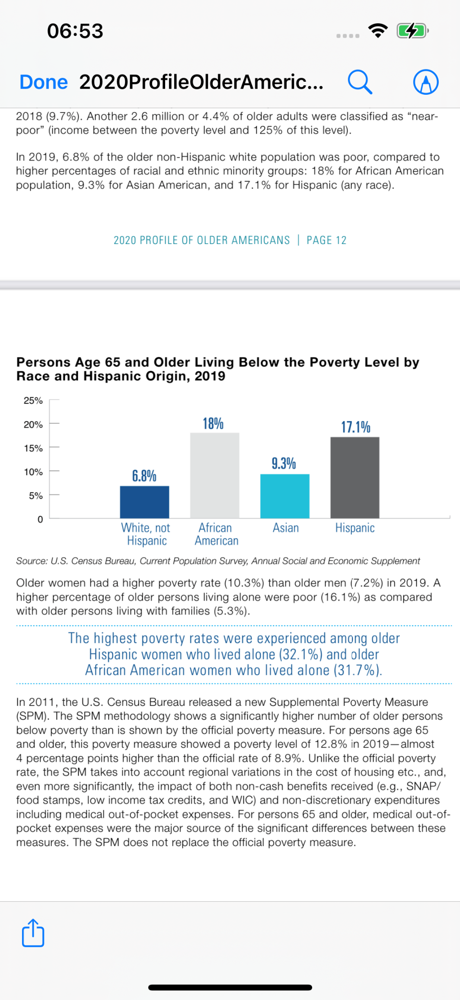 06:53
Done 2020ProfileOlderAmeric...
2018 (9.7%). Another 2.6 million or 4.4% of older adults were classified as “near-
poor” (income between the poverty level and 125% of this level).
In 2019, 6.8% of the older non-Hispanic white population was poor, compared to
higher percentages of racial and ethnic minority groups: 18% for African American
population, 9.3% for Asian American, and 17.1% for Hispanic (any race).
2020 PROFILE OF OLDER AMERICANS | PAGE 12
Persons Age 65 and Older Living Below the Poverty Level by
Race and Hispanic Origin, 2019
25%
20%
15%
10%
5%
0
6.8%
18%
9.3%
17.1%
White, not
Hispanic
African
American
Asian
Hispanic
Source: U.S. Census Bureau, Current Population Survey, Annual Social and Economic Supplement
Older women had a higher poverty rate (10.3%) than older men (7.2%) in 2019. A
higher percentage of older persons living alone were poor (16.1%) as compared
with older persons living with families (5.3%).
The highest poverty rates were experienced among older
Hispanic women who lived alone (32.1%) and older
African American women who lived alone (31.7%).
In 2011, the U.S. Census Bureau released a new Supplemental Poverty Measure
(SPM). The SPM methodology shows a significantly higher number of older persons
below poverty than is shown by the official poverty measure. For persons age 65
and older, this poverty measure showed a poverty level of 12.8% in 2019—almost
4 percentage points higher than the official rate of 8.9%. Unlike the official poverty
rate, the SPM takes into account regional variations in the cost of housing etc., and,
even more significantly, the impact of both non-cash benefits received (e.g., SNAP/
food stamps, low income tax credits, and WIC) and non-discretionary expenditures
including medical out-of-pocket expenses. For persons 65 and older, medical out-of-
pocket expenses were the major source of the significant differences between these
measures. The SPM does not replace the official poverty measure.